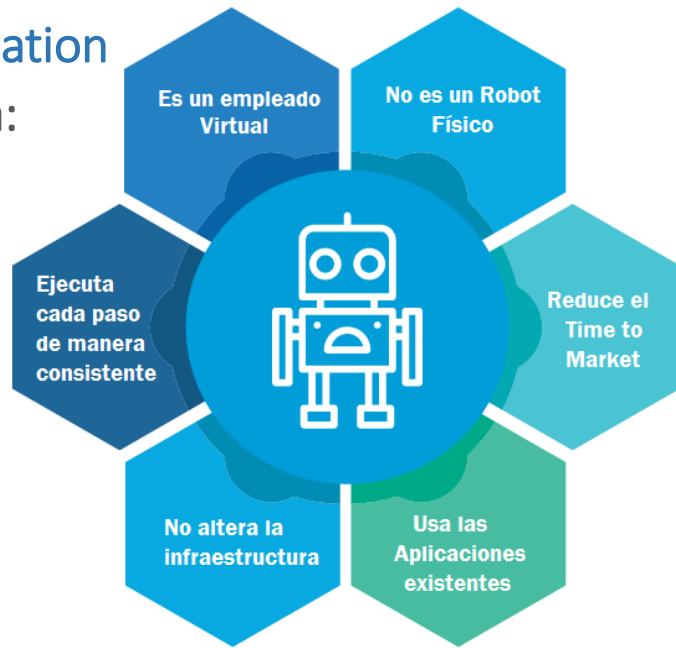 ation
:
Es un empleado
Virtual
No es un Robot
Físico
Ejecuta
cada paso
de manera
consistente
Reduce el
Time to
Market
No altera la
infraestructura
Usa las
Aplicaciones
existentes